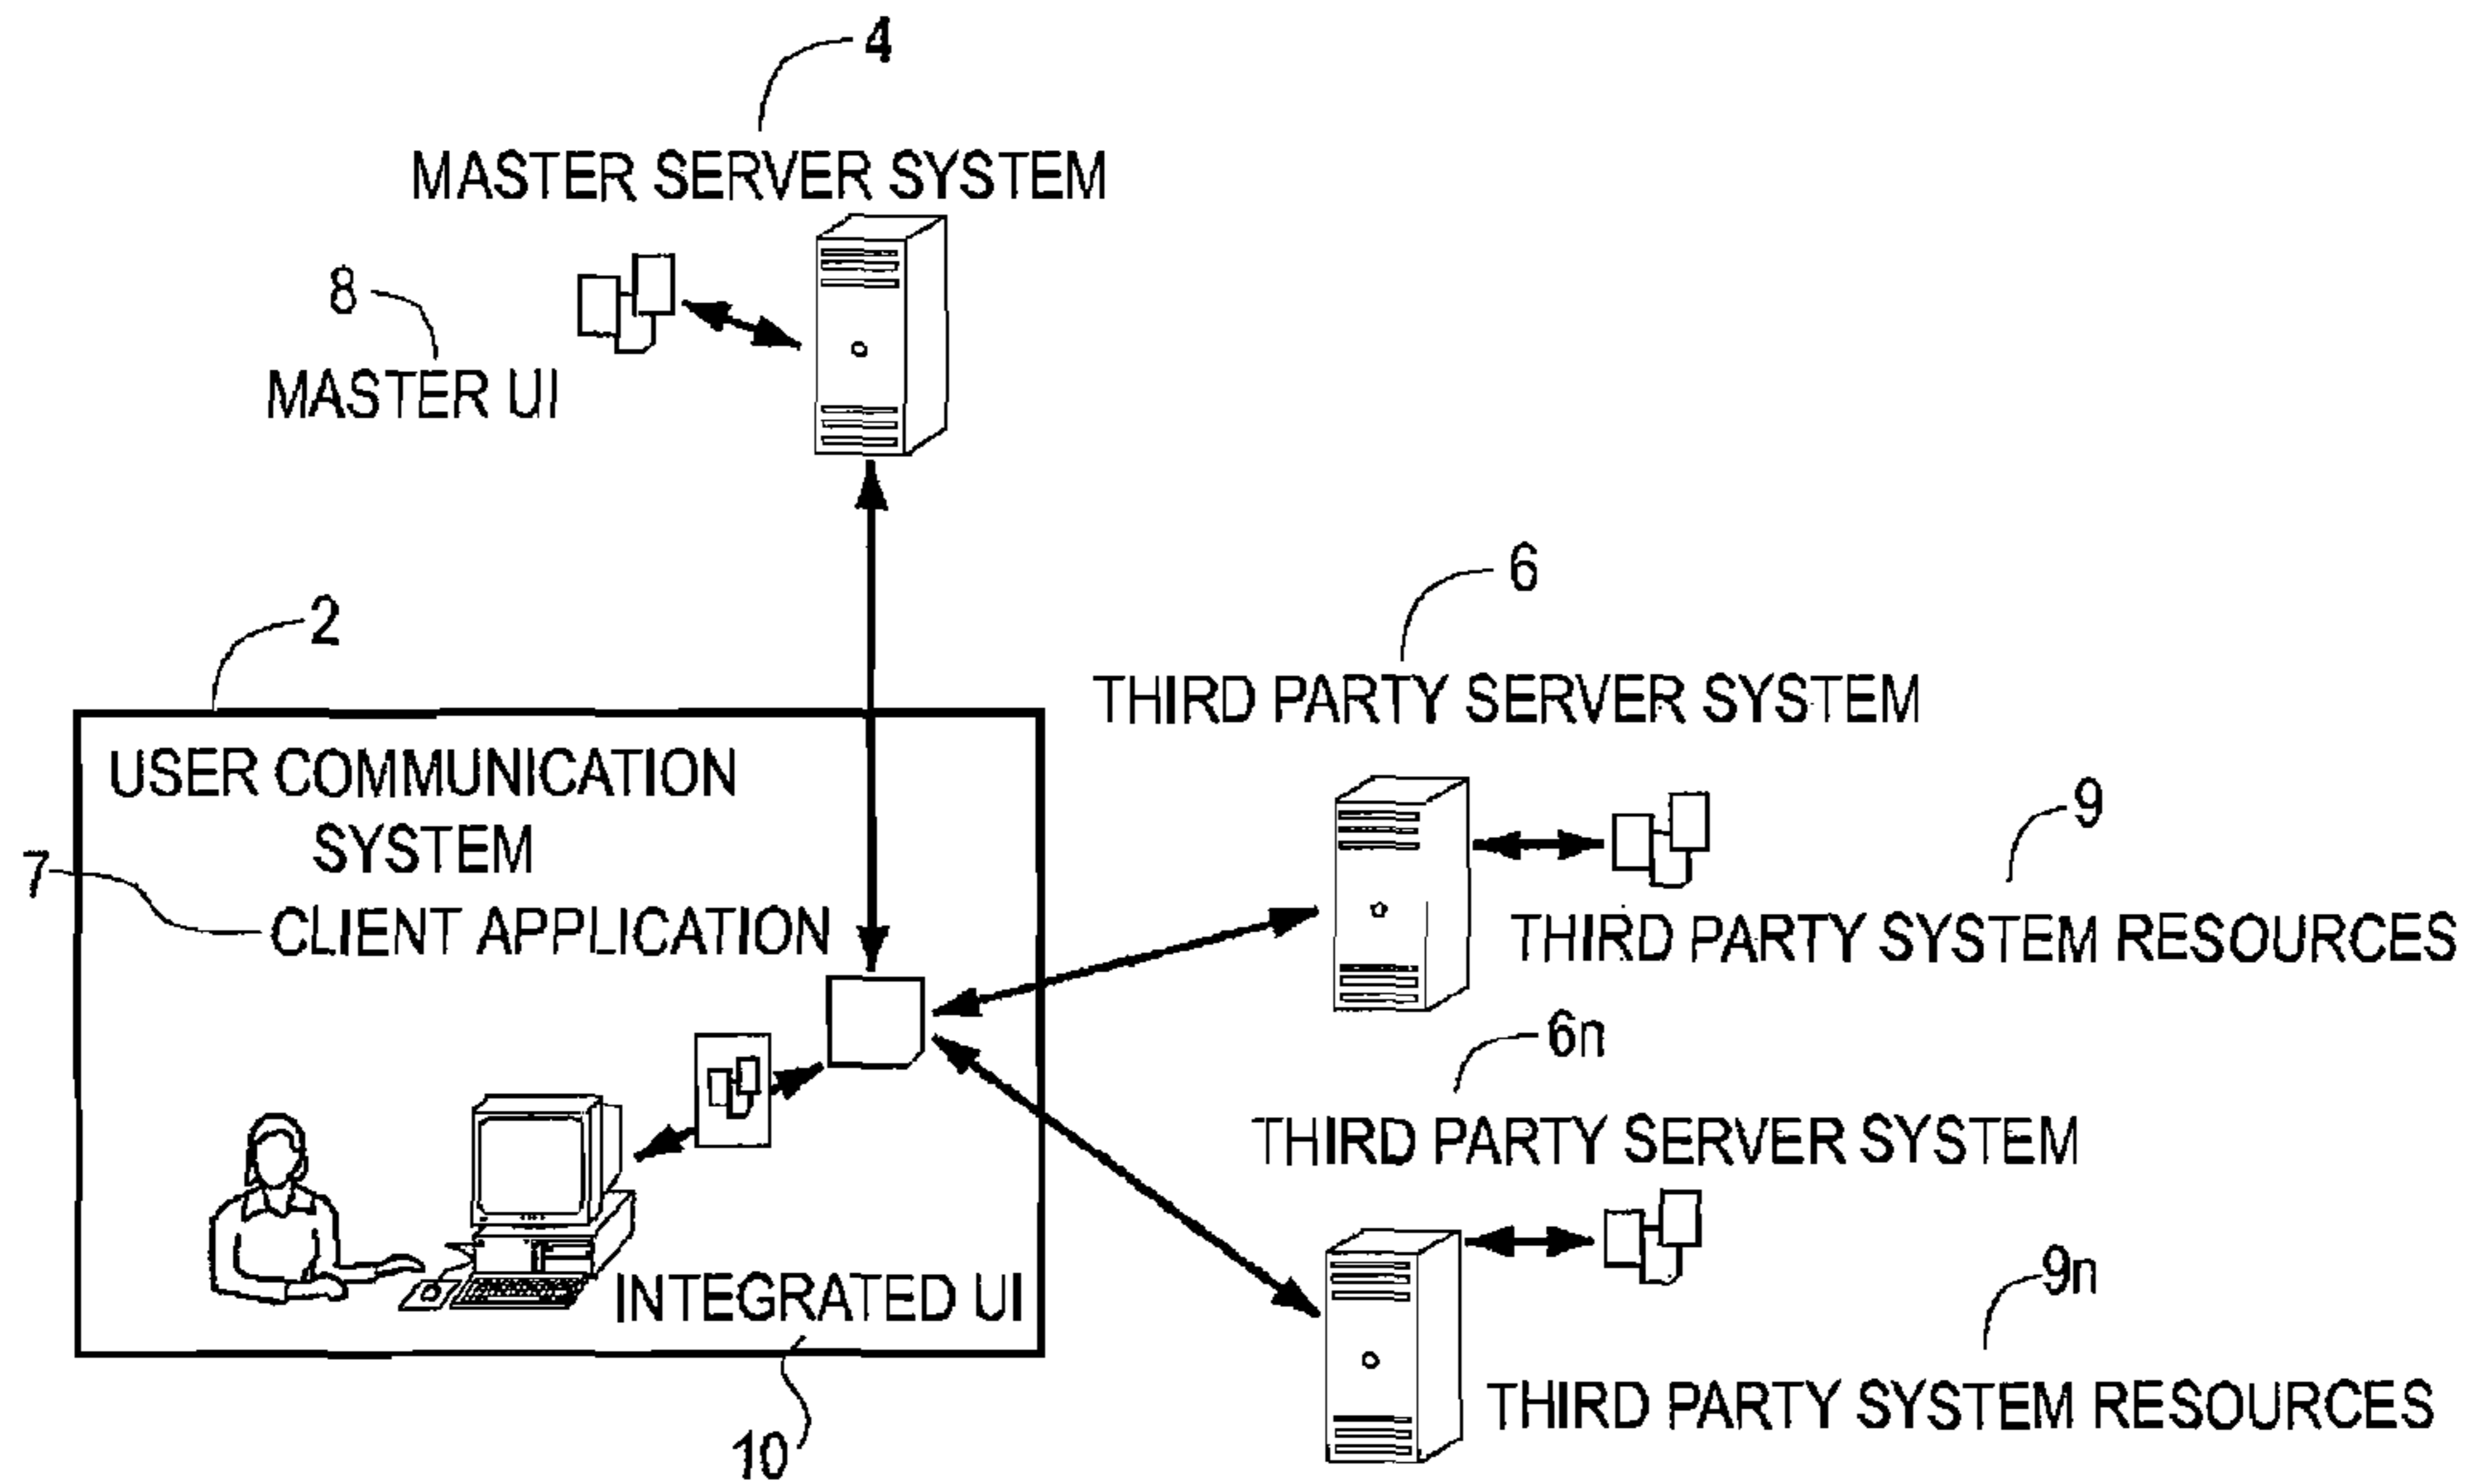 4
MASTER SERVER SYSTEM
8
MASTER UI
6
2
THIRD PARTY SERVER SYSTEM
USER COMMUNICATION
SYSTEM
9
7
CLIENT APPLICATION
THIRD PARTY SYSTEM RESOURCES
6n
THIRD PARTY SERVER SYSTEM
9n
INTEGRATED UI
THIRD PARTY SYSTEM RESOURCES
10